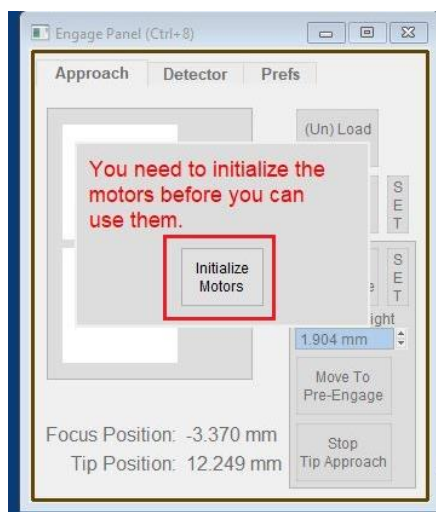 Engage Panel (Ctrl+8)
Approach Detector Prefs
(Un) Load
You need to initialize the
motors before you can
use them.
Initialize
Motors
S
E
T
S
E
T
1.904 mm
Move To
Pre-Engage
Focus Position: -3.370 mm
Tip Position: 12.249 mm
Stop
Tip Approach